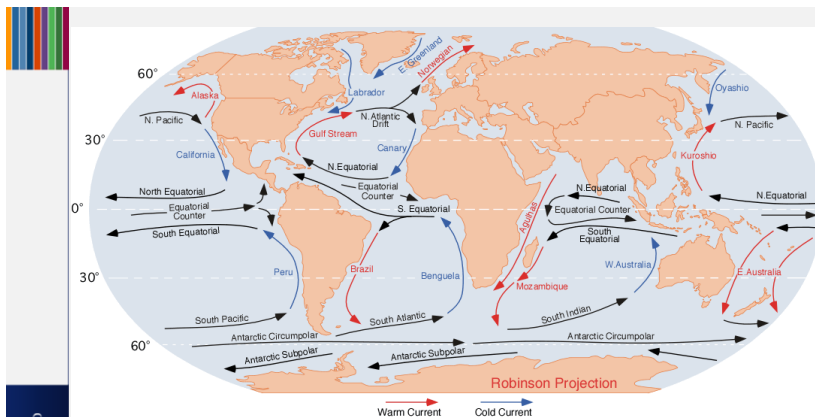 60°
30°
0°
30°
60°
E. Greenland
Norwegian
Labrador
Alaska
N. Pacific
California
Gulf Stream
N. Atlantic
Drift
Canary
Oyashio
N. Pacific
Kuroshio
N.Equatorial
Equatorial
Counter
North Equatorial
Equatorial
Counter
South Equatorial
S. Equatorial
Agulhas
N.Equatorial
Equatorial Counter
South
Equatorial
N.Equatorial
Peru
Brazil
Benguela
Mozambique
W.Australia
E.Australia
South Pacific
South Atlantic
South Indian
Antarctic Circumpolar
Antarctic Circumpolar
Antarctic Subpolar
Antarctic Subpolar
Robinson Projection
Warm Current
Cold Current